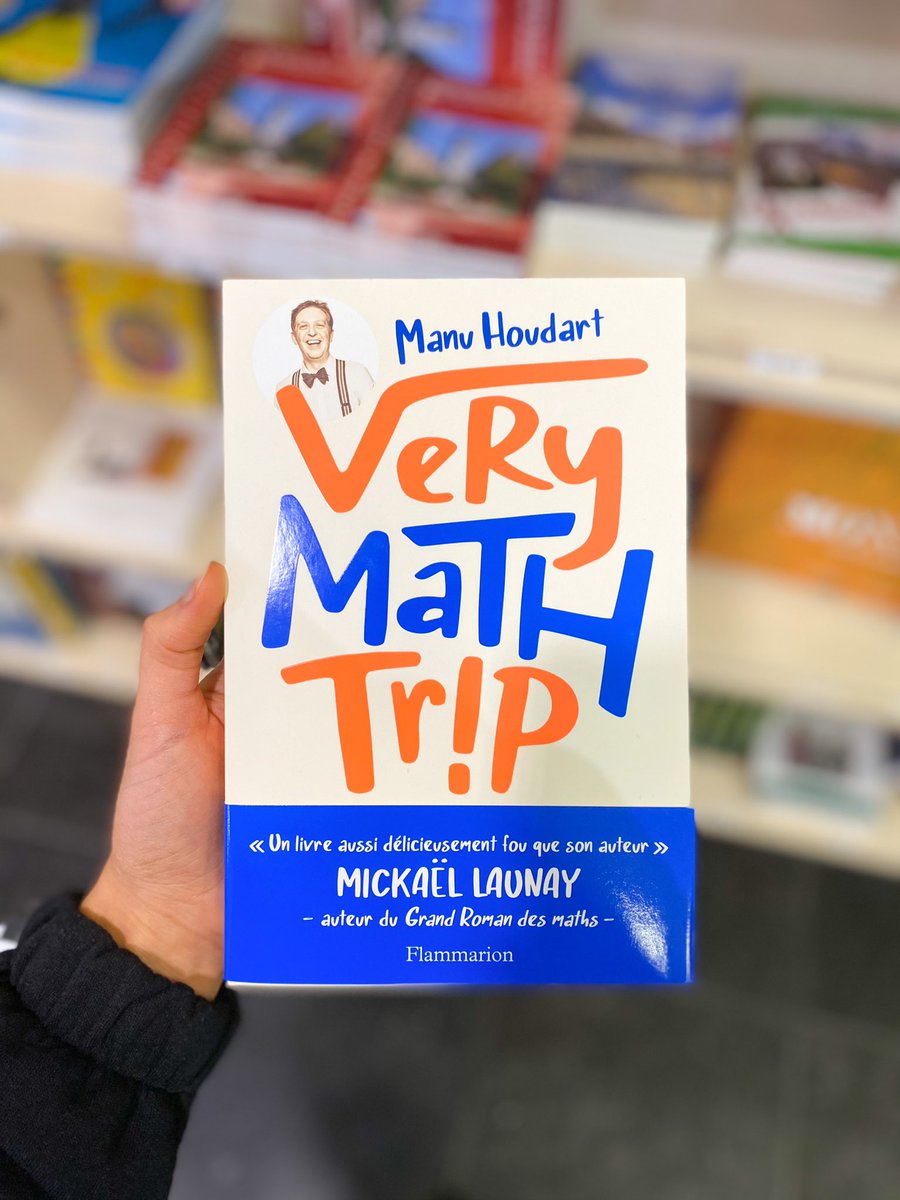 Manu Houdart
VeRy
MaTH
Tr!p
« Un livre aussi délicieusement fou que son auteur »
MICKAËL LAUNAY
– auteur du Grand Roman des maths –
Flammarion